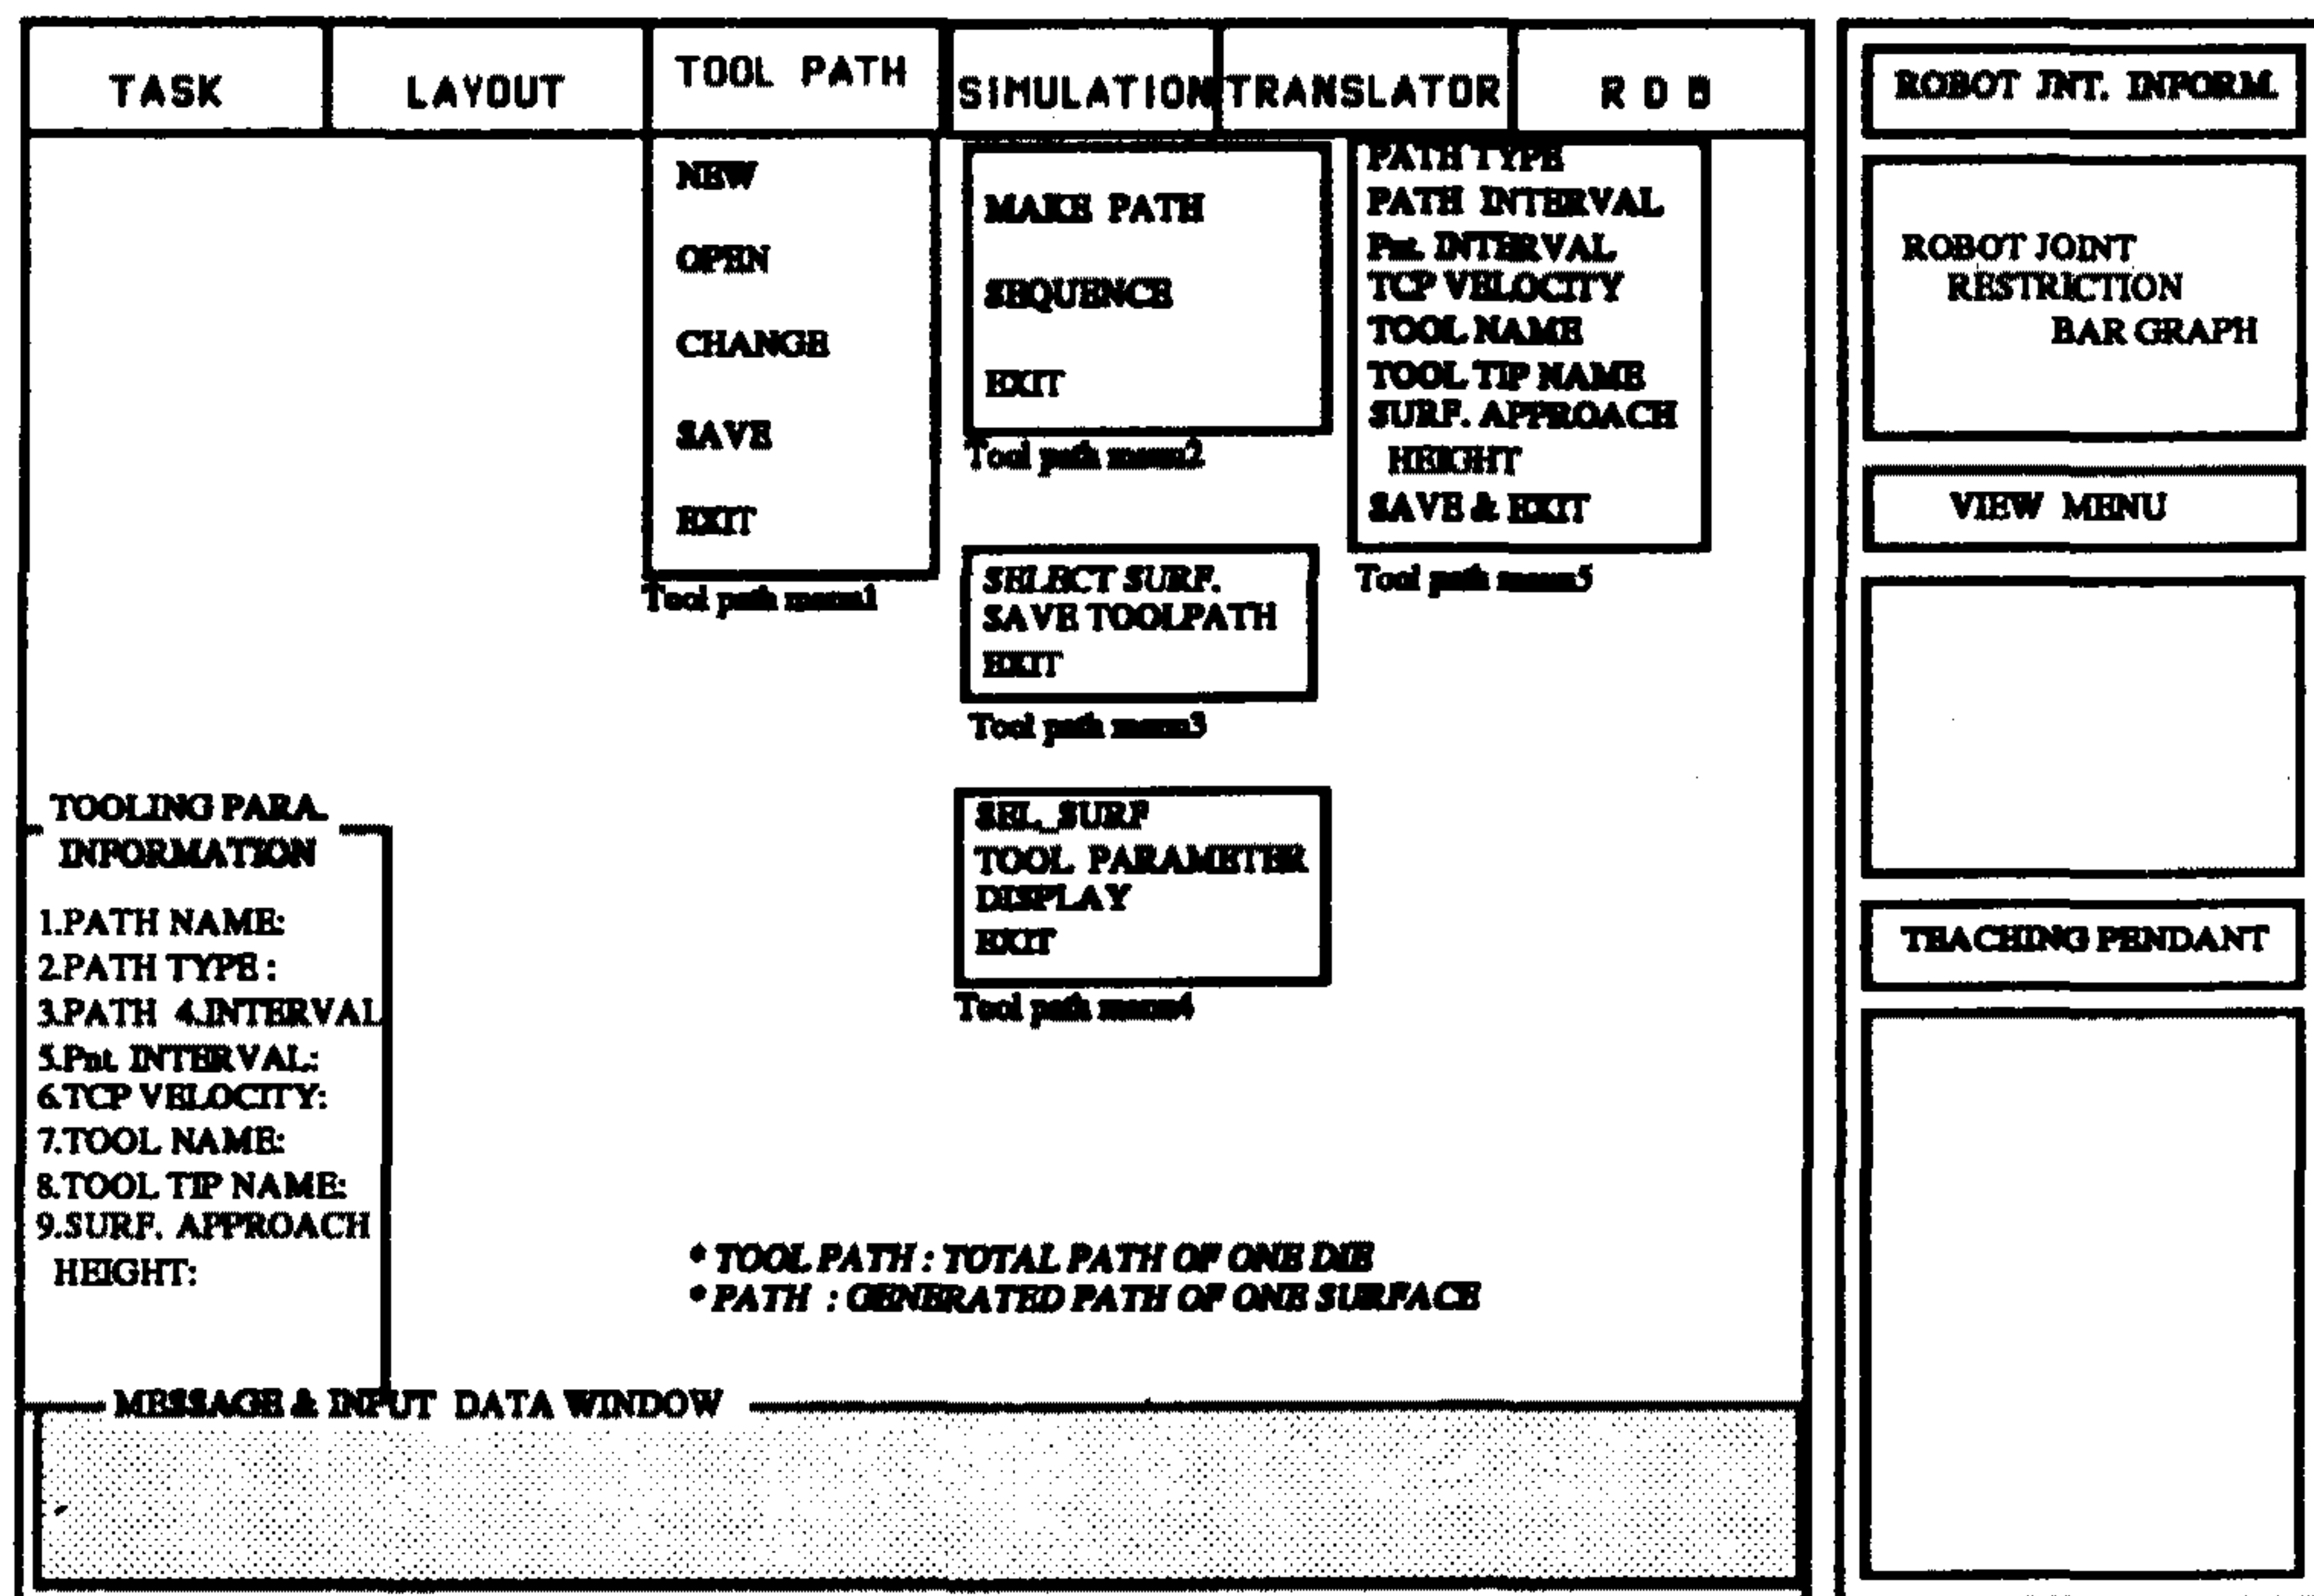 TASK
LAYOUT
TOOL PATH
SIMULATION
TRANSLATOR
R D B
NEW
OPEN
CHANGE
SAVE
EXIT
Tool path menu1
MAKE PATH
SEQUENCE
EXIT
Tool path menu2
SELECT SURF.
SAVE TOOLPATH
EXIT
Tool path menu3
SEL_SURF
TOOL PARAMETER
DISPLAY
EXIT
Tool path menu4
PATH TYPE
PATH INTERVAL
Pnt. INTERVAL
TCP VELOCITY
TOOL NAME
TOOL TIP NAME
SURF. APPROACH
HEIGHT
SAVE & EXIT
Tool path menu5
TOOLING PARA.
INFORMATION
1.PATH NAME:
2.PATH TYPE :
3.PATH 4.INTERVAL
5.Pnt. INTERVAL:
6.TCP VELOCITY:
7.TOOL NAME:
8.TOOL TIP NAME:
9.SURF. APPROACH
HEIGHT:
* TOOL PATH : TOTAL PATH OF ONE DIE
* PATH : GENERATED PATH OF ONE SURFACE
MESSAGE & INPUT DATA WINDOW
ROBOT JNT. INFORM.
ROBOT JOINT
RESTRICTION
BAR GRAPH
VIEW MENU
TEACHING PENDANT